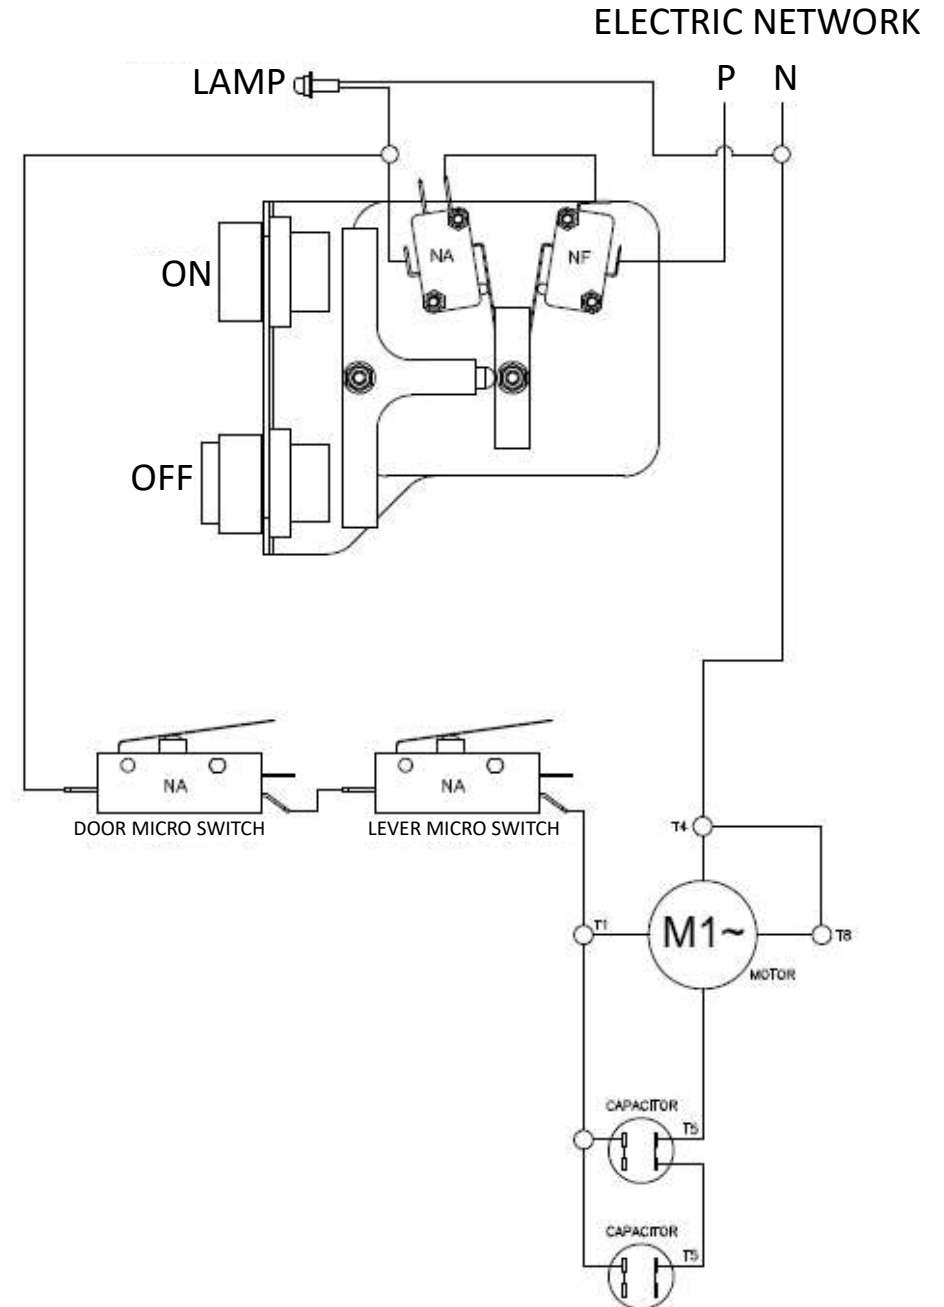 ELECTRIC NETWORK
LAMP
P N
NA
NF
ON
OFF
NA
NA
DOOR MICRO SWITCH
LEVER MICRO SWITCH
T4
T1
M1~
T8
MOTOR
CAPACITOR
T5
CAPACITOR
T5